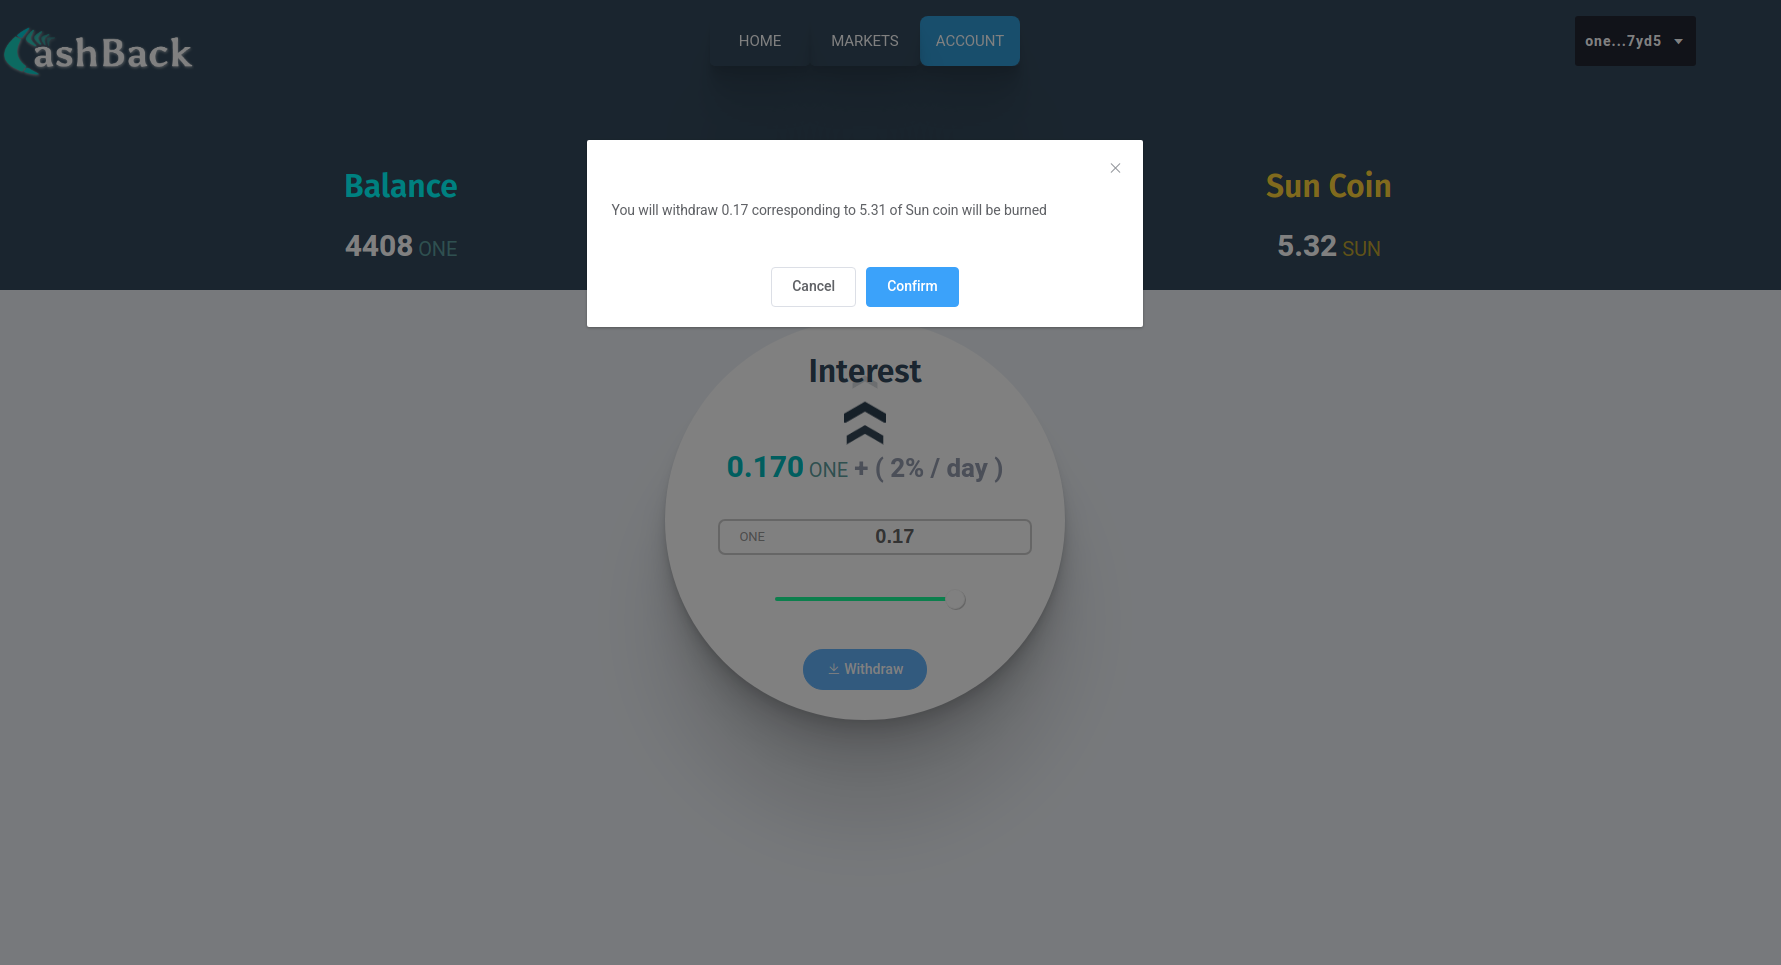 CashBack
HOME
MARKETS
ACCOUNT
one...7yd5
Balance
4408 ONE
Sun Coin
5.32 SUN
You will withdraw 0.17 corresponding to 5.31 of Sun coin will be burned
Cancel
Confirm
Interest
0.170 ONE + ( 2% / day )
ONE
0.17
Withdraw